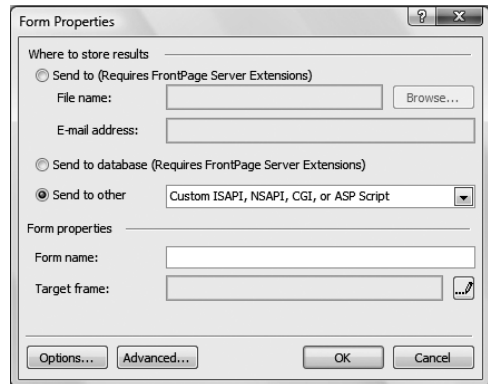 Form Properties
Where to store results
Send to (Requires FrontPage Server Extensions)
File name:
Browse...
E-mail address:
Send to database (Requires FrontPage Server Extensions)
Send to other
Custom ISAPI, NSAPI, CGI, or ASP Script
Form properties
Form name:
Target frame:
Options...
Advanced...
OK
Cancel